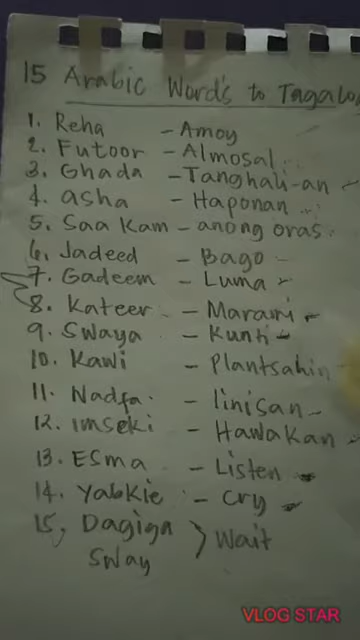 15 Arabic Words to Tagalo
1. Reha - Amoy
2. Futoor - Almosal
3. Ghada - Tanghali-an
4. asha - Haponan
5. Saa Kam - anong oras
6. Jadeed - Bago
7. Gadeem - Luma
8. Kateer - Marami
9. Swaya - Kunti
10. Kawi - Plantsahin
11. Nadfa - linisan
12. imseki - Hawakan
13. Esma - Listen
14. Yabkie - Cry
15, Dagiga } Wait
Sway
VLOG STAR